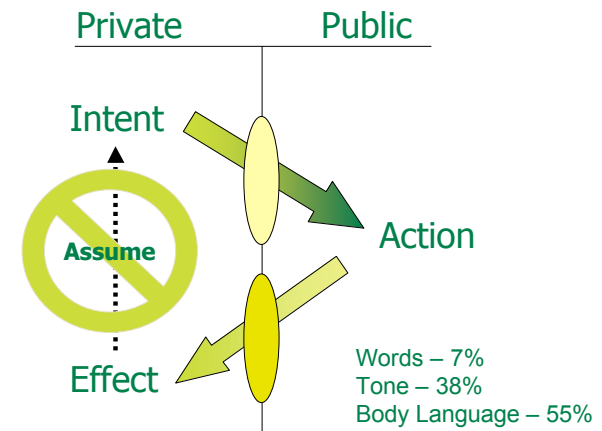 Private Public
Intent
Action
Assume
Effect
Words – 7%
Tone – 38%
Body Language – 55%